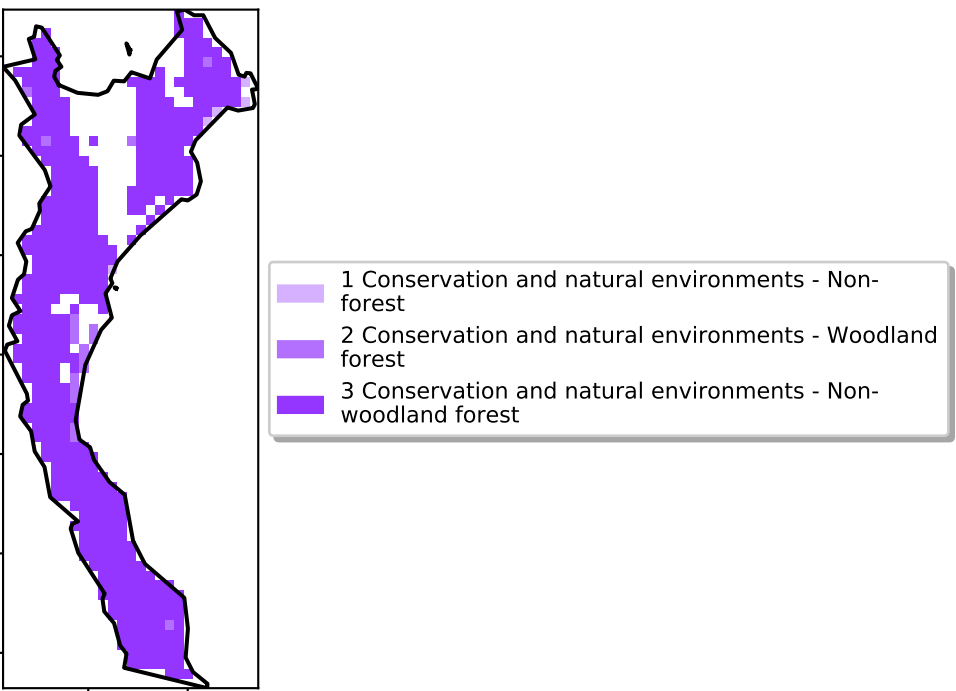 1 Conservation and natural environments - Non-
forest
2 Conservation and natural environments - Woodland
forest
3 Conservation and natural environments - Non-
woodland forest